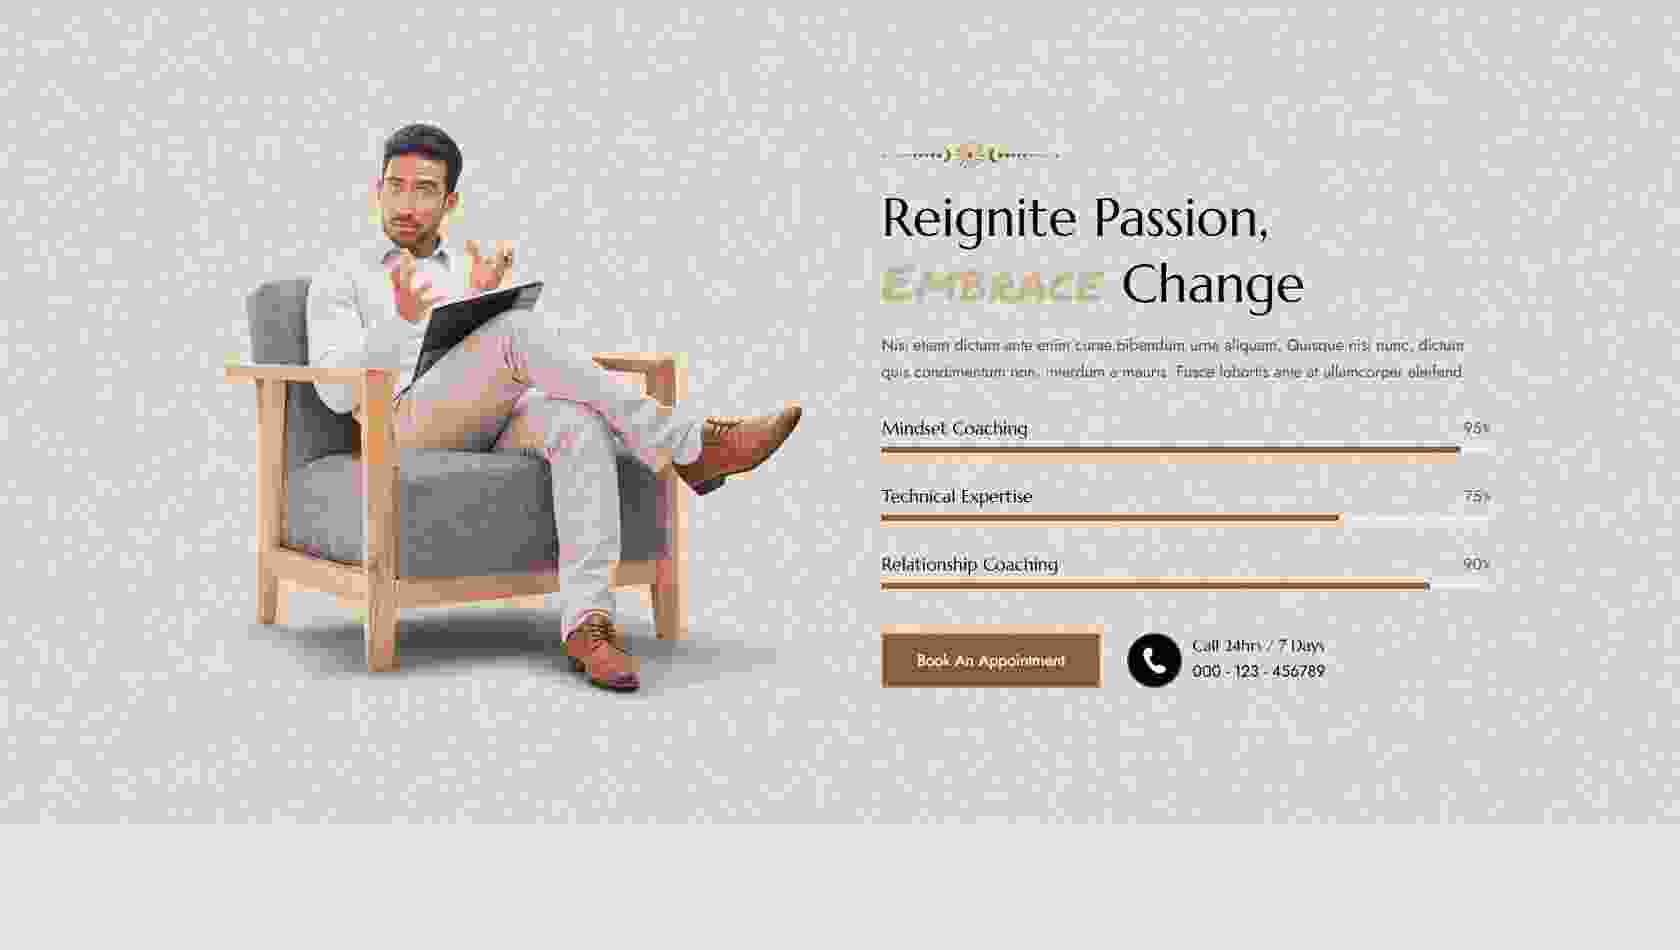 Reignite Passion,
EMBRACE Change
Nisi etiam dictum ante enim curae bibendum urna aliquam, Quisque nisi nunc, dictum
quis condimentum non, interdum a mauris. Fusce lobortis ante at ullamcorper eleifend.
Mindset Coaching
95%
Technical Expertise
75%
Relationship Coaching
90%
Book An Appointment
Call 24hrs / 7 Days
000 - 123 - 456789